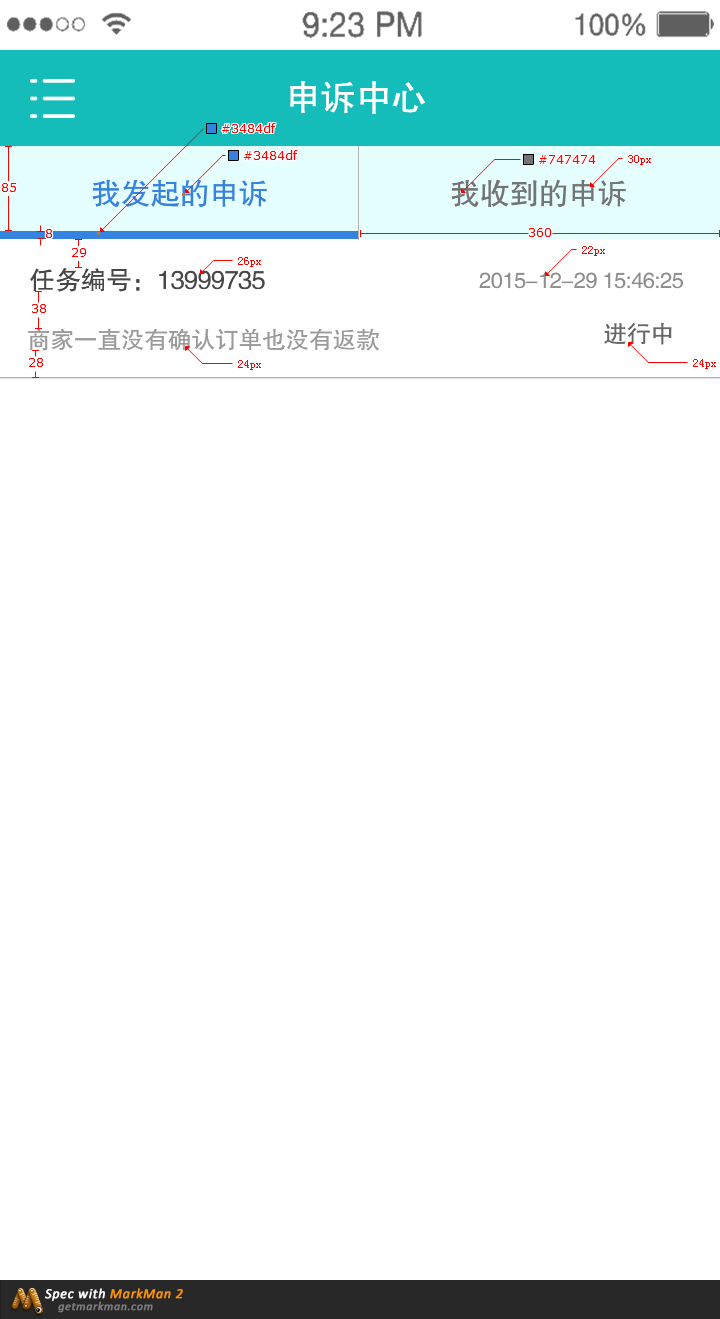 9:23 PM 100%
申诉中心
#3484df
#3484df
#747474 30px
85
我发起的申诉 我收到的申诉
8 360
29 26px 22px
任务编号：13999735 2015-12-29 15:46:25
38
商家一直没有确认订单也没有返款 进行中
28 24px 24px
Spec with MarkMan 2
getmarkman.com